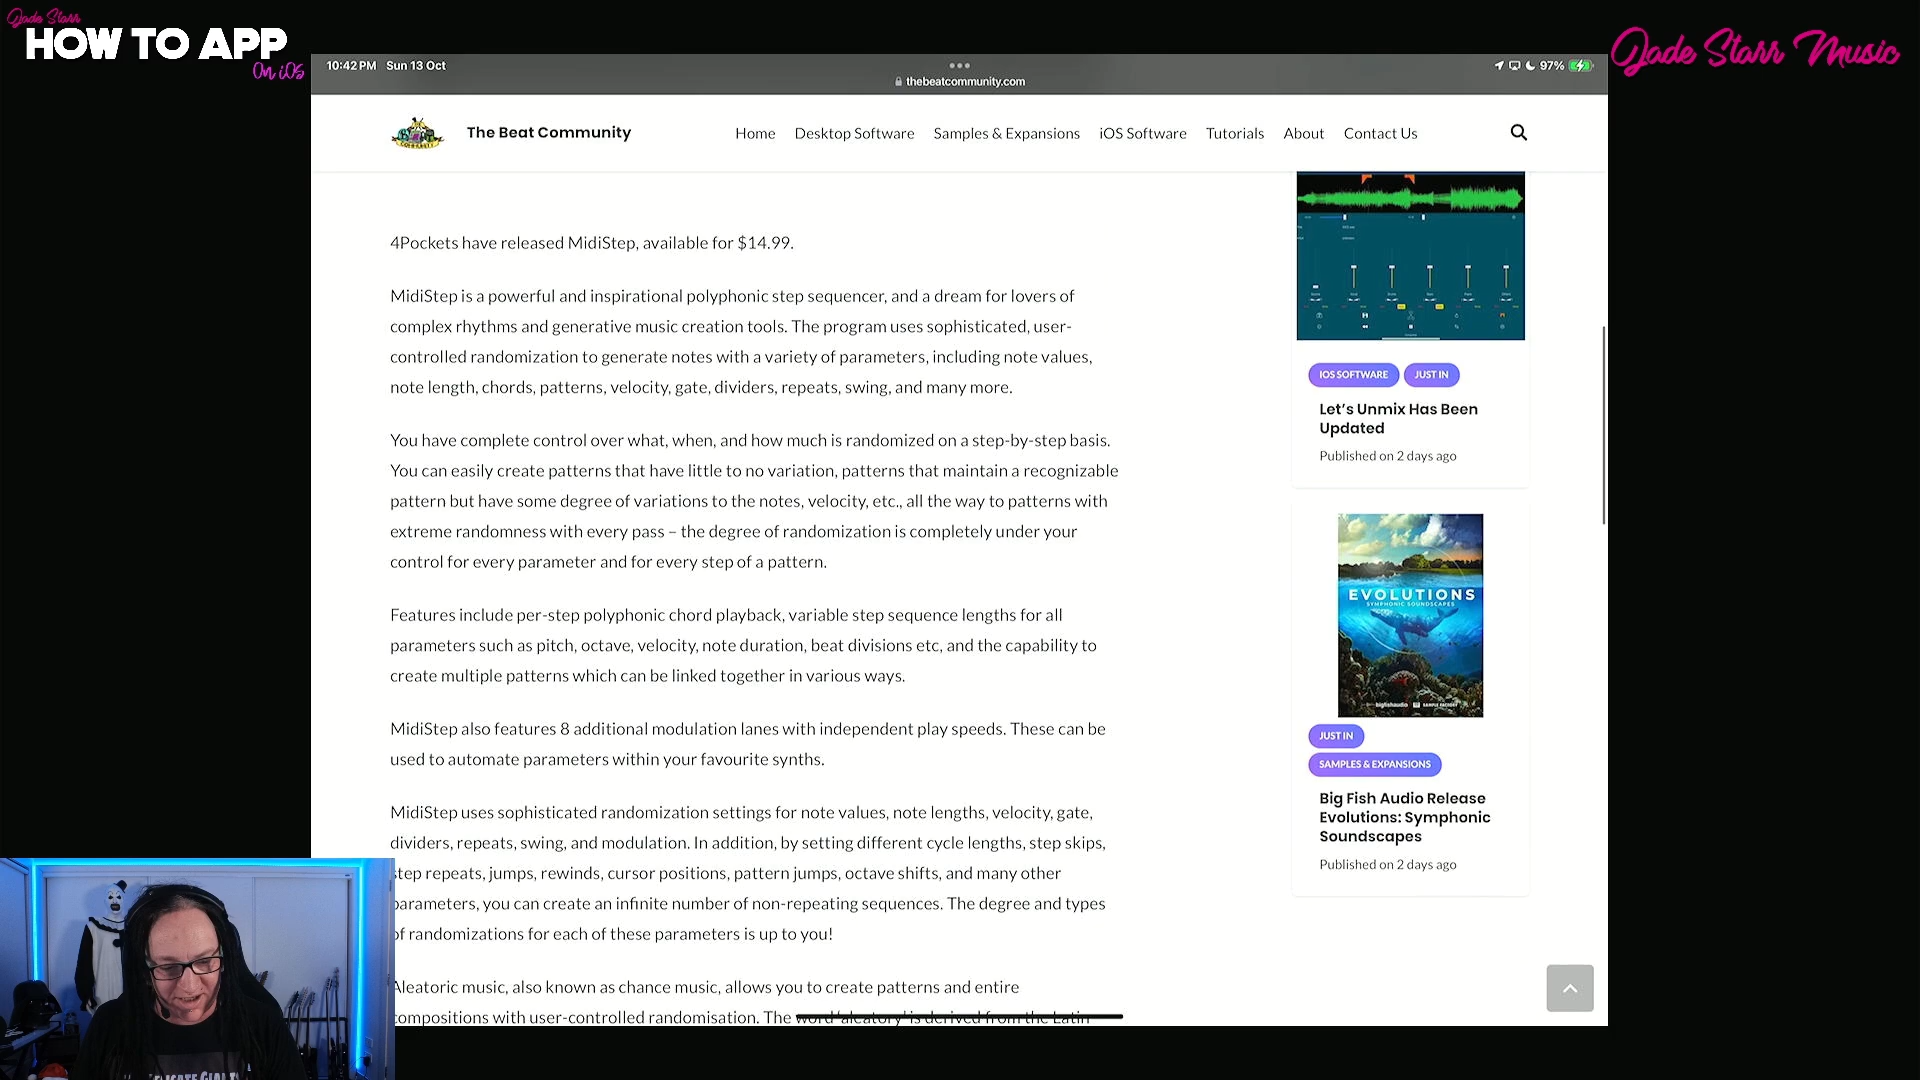 Jade Starr
HOW TO APP
On iOS
Jade Starr Music
10:42 PM Sun 13 Oct
97%
thebeatcommunity.com
The Beat Community
Home Desktop Software Samples & Expansions iOS Software Tutorials About Contact Us
4Pockets have released MidiStep, available for $14.99.
MidiStep is a powerful and inspirational polyphonic step sequencer, and a dream for lovers of
complex rhythms and generative music creation tools. The program uses sophisticated, user-
controlled randomization to generate notes with a variety of parameters, including note values,
note length, chords, patterns, velocity, gate, dividers, repeats, swing, and many more.
You have complete control over what, when, and how much is randomized on a step-by-step basis.
You can easily create patterns that have little to no variation, patterns that maintain a recognizable
pattern but have some degree of variations to the notes, velocity, etc., all the way to patterns with
extreme randomness with every pass – the degree of randomization is completely under your
control for every parameter and for every step of a pattern.
Features include per-step polyphonic chord playback, variable step sequence lengths for all
parameters such as pitch, octave, velocity, note duration, beat divisions etc, and the capability to
create multiple patterns which can be linked together in various ways.
MidiStep also features 8 additional modulation lanes with independent play speeds. These can be
used to automate parameters within your favourite synths.
MidiStep uses sophisticated randomization settings for note values, note lengths, velocity, gate,
dividers, repeats, swing, and modulation. In addition, by setting different cycle lengths, step skips,
step repeats, jumps, rewinds, cursor positions, pattern jumps, octave shifts, and many other
parameters, you can create an infinite number of non-repeating sequences. The degree and types
of randomizations for each of these parameters is up to you!
Aleatoric music, also known as chance music, allows you to create patterns and entire
compositions with user-controlled randomisation. The word 'aleatory' is derived from the Latin
IOS SOFTWARE JUST IN
Let's Unmix Has Been
Updated
Published on 2 days ago
EVOLUTIONS
SYMPHONIC SOUNDSCAPES
bigfishaudio SAMPLE FACTORY
JUST IN
SAMPLES & EXPANSIONS
Big Fish Audio Release
Evolutions: Symphonic
Soundscapes
Published on 2 days ago